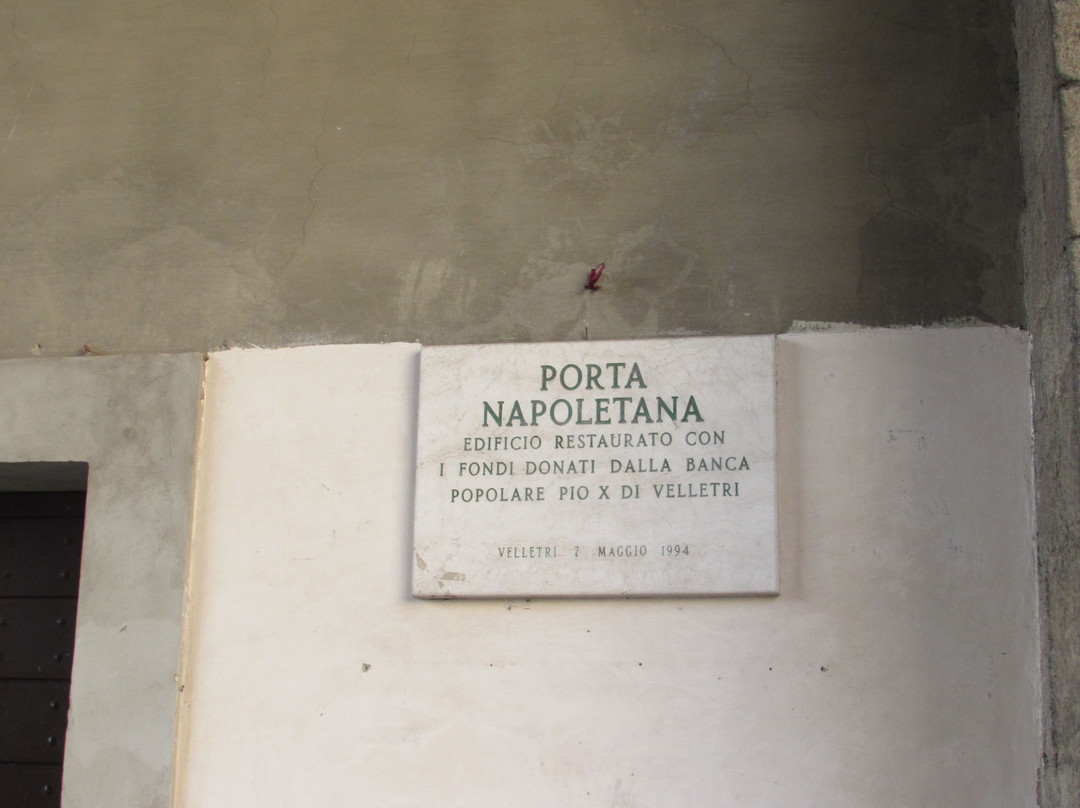 PORTA
NAPOLETANA
EDIFICIO RESTAURATO CON
I FONDI DONATI DALLA BANCA
POPOLARE PIO X DI VELLETRI
VELLETRI 7 MAGGIO 1994